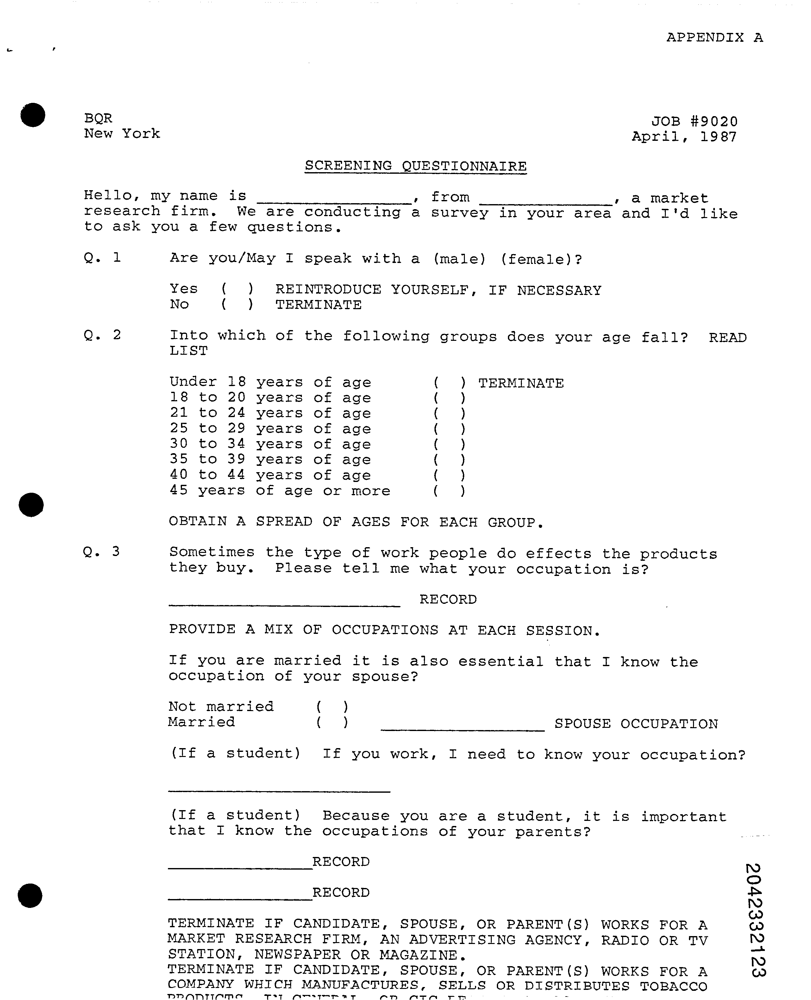 APPENDIX A
BQR JOB #9020
New York April, 1987
SCREENING QUESTIONNAIRE
Hello, my name is ________________, from ______________, a market
research firm. We are conducting a survey in your area and I'd like
to ask you a few questions.
Q. 1 Are you/May I speak with a (male) (female)?
Yes ( ) REINTRODUCE YOURSELF, IF NECESSARY
No ( ) TERMINATE
Q. 2 Into which of the following groups does your age fall? READ
LIST
Under 18 years of age ( ) TERMINATE
18 to 20 years of age ( )
21 to 24 years of age ( )
25 to 29 years of age ( )
30 to 34 years of age ( )
35 to 39 years of age ( )
40 to 44 years of age ( )
45 years of age or more ( )
OBTAIN A SPREAD OF AGES FOR EACH GROUP.
Q. 3 Sometimes the type of work people do effects the products
they buy. Please tell me what your occupation is?
________________________ RECORD
PROVIDE A MIX OF OCCUPATIONS AT EACH SESSION.
If you are married it is also essential that I know the
occupation of your spouse?
Not married ( )
Married ( ) _________________ SPOUSE OCCUPATION
(If a student) If you work, I need to know your occupation?
_______________________
(If a student) Because you are a student, it is important
that I know the occupations of your parents?
_______________RECORD
_______________RECORD
TERMINATE IF CANDIDATE, SPOUSE, OR PARENT(S) WORKS FOR A
MARKET RESEARCH FIRM, AN ADVERTISING AGENCY, RADIO OR TV
STATION, NEWSPAPER OR MAGAZINE.
TERMINATE IF CANDIDATE, SPOUSE, OR PARENT(S) WORKS FOR A
COMPANY WHICH MANUFACTURES, SELLS OR DISTRIBUTES TOBACCO
2042332123